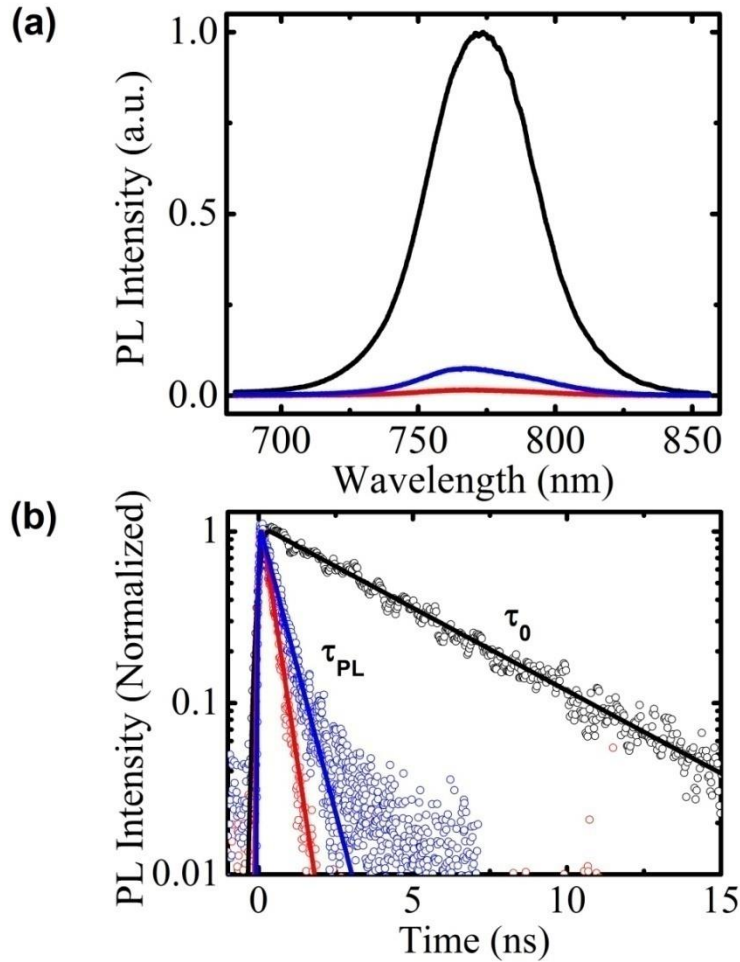 (a)
PL Intensity (a.u.)
1.0
0.5
0.0
700 750 800 850
Wavelength (nm)
(b)
PL Intensity (Normalized)
1
0.1
0.01
τ0
τPL
0 5 10 15
Time (ns)